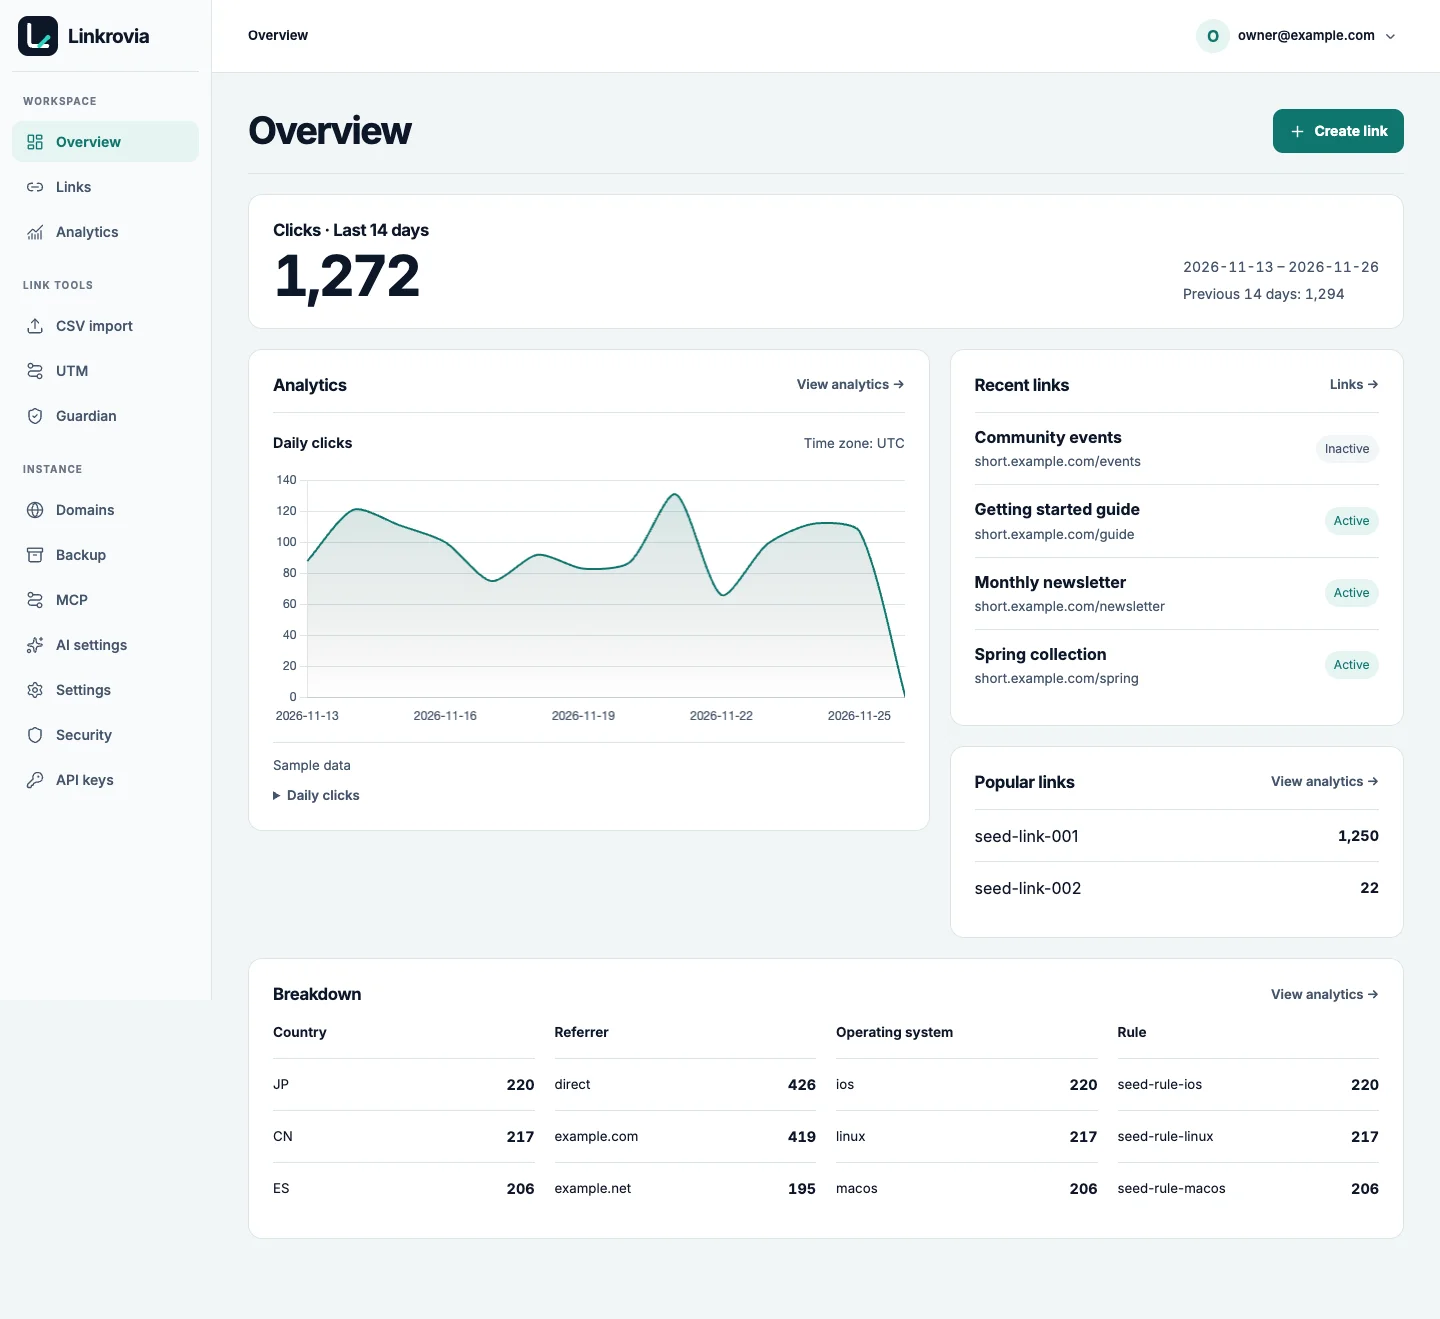 Linkrovia
WORKSPACE
Overview
Links
Analytics
LINK TOOLS
CSV import
UTM
Guardian
INSTANCE
Domains
Backup
MCP
AI settings
Settings
Security
API keys
Overview
O owner@example.com
Overview
Create link
Clicks · Last 14 days
1,272
2026-11-13 – 2026-11-26
Previous 14 days: 1,294
Analytics
View analytics →
Daily clicks
Time zone: UTC
140
120
100
80
60
40
20
0
2026-11-13 2026-11-16 2026-11-19 2026-11-22 2026-11-25
Sample data
Daily clicks
Recent links
Links →
Community events
short.example.com/events
Inactive
Getting started guide
short.example.com/guide
Active
Monthly newsletter
short.example.com/newsletter
Active
Spring collection
short.example.com/spring
Active
Popular links
View analytics →
seed-link-001 1,250
seed-link-002 22
Breakdown
View analytics →
Country Referrer Operating system Rule
JP 220 direct 426 ios 220 seed-rule-ios 220
CN 217 example.com 419 linux 217 seed-rule-linux 217
ES 206 example.net 195 macos 206 seed-rule-macos 206